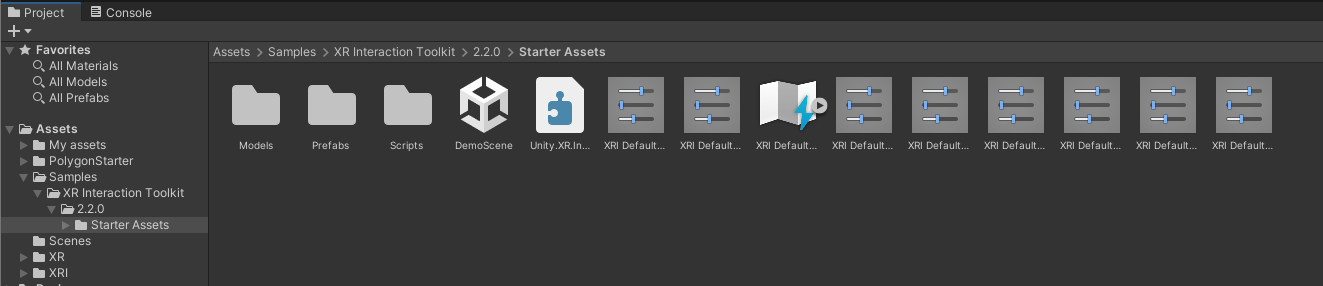 Project
Console
Favorites
All Materials
All Models
All Prefabs
Assets
My assets
PolygonStarter
Samples
XR Interaction Toolkit
2.2.0
Starter Assets
Scenes
XR
XRI
Assets > Samples > XR Interaction Toolkit > 2.2.0 > Starter Assets
Models
Prefabs
Scripts
DemoScene
Unity.XR.In...
XRI Default...
XRI Default...
XRI Default...
XRI Default...
XRI Default...
XRI Default...
XRI Default...
XRI Default...
XRI Default...